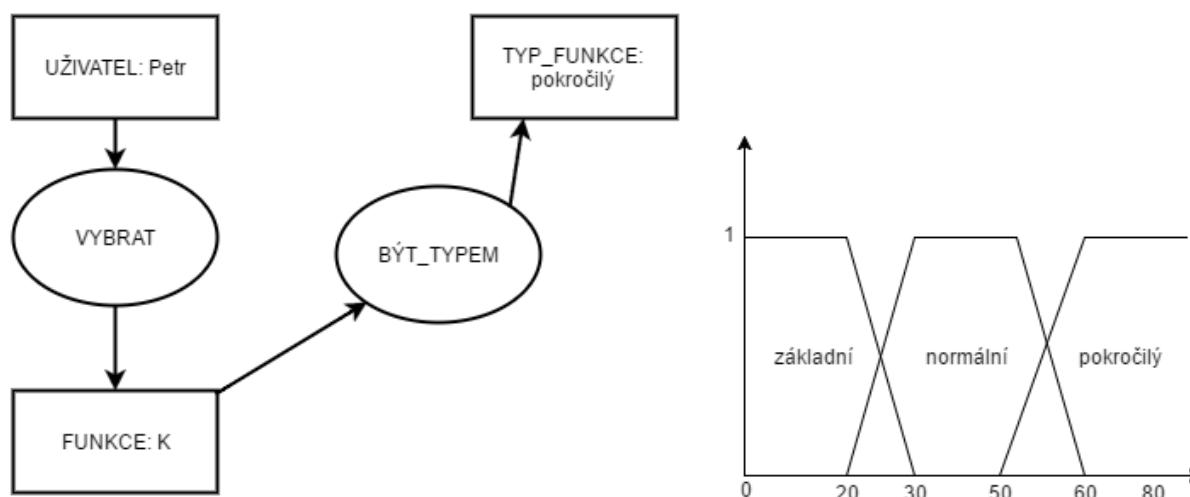 UŽIVATEL: Petr
TYP_FUNKCE:
pokročilý
VYBRAT
BÝT_TYPEM
FUNKCE: K
1
základní
normální
pokročilý
0
20
30
50
60
80